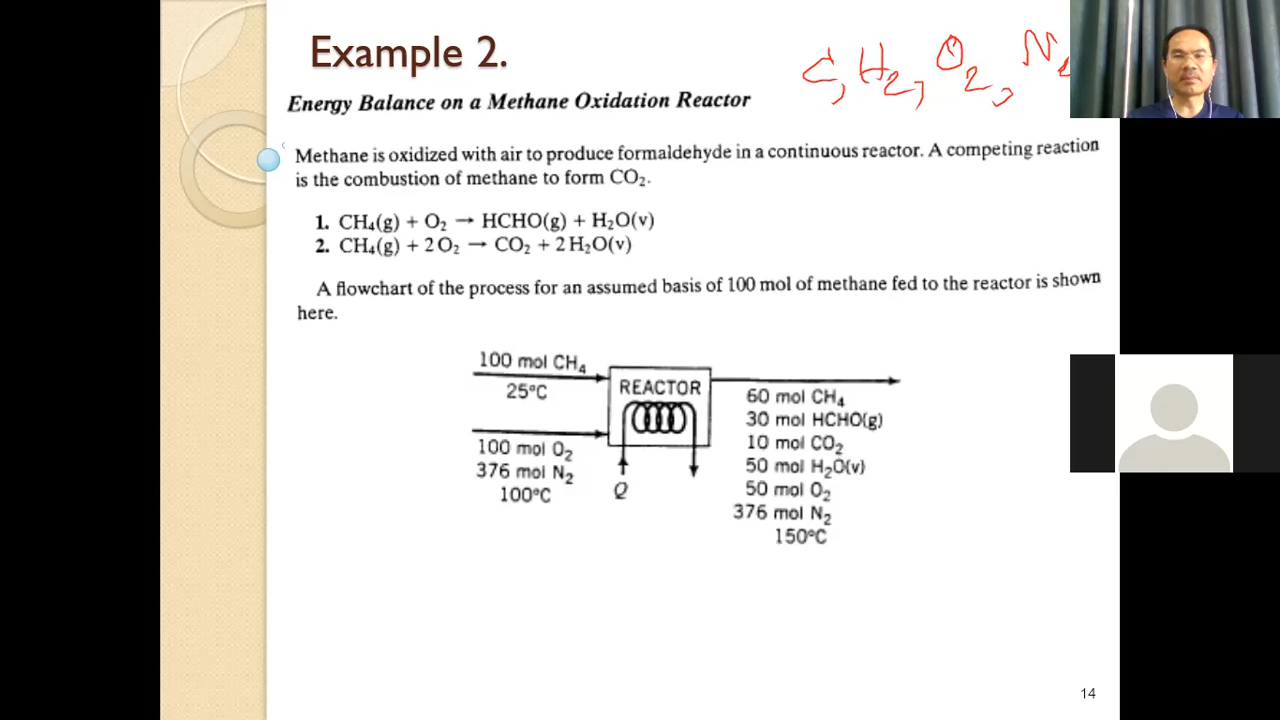 Example 2.
C, H2, O2, N2
Energy Balance on a Methane Oxidation Reactor
Methane is oxidized with air to produce formaldehyde in a continuous reactor. A competing reaction
is the combustion of methane to form CO₂.
1. CH₄(g) + O₂ → HCHO(g) + H₂O(v)
2. CH₄(g) + 2 O₂ → CO₂ + 2 H₂O(v)
A flowchart of the process for an assumed basis of 100 mol of methane fed to the reactor is shown
here.
100 mol CH₄
25°C
100 mol O₂
376 mol N₂
100°C
REACTOR
Q
60 mol CH₄
30 mol HCHO(g)
10 mol CO₂
50 mol H₂O(v)
50 mol O₂
376 mol N₂
150°C
14